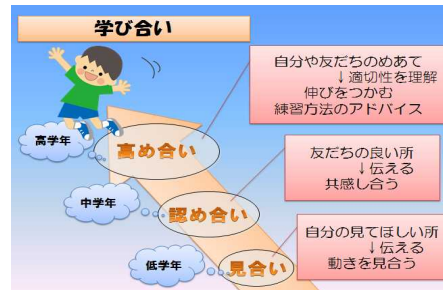 学び合い
自分や友だちのめあて
↓適切性を理解
伸びをつかむ
練習方法のアドバイス
高学年
高め合い
友だちの良い所
↓伝える
共感し合う
中学年
認め合い
自分の見てほしい所
↓伝える
動きを見合う
低学年
見合い